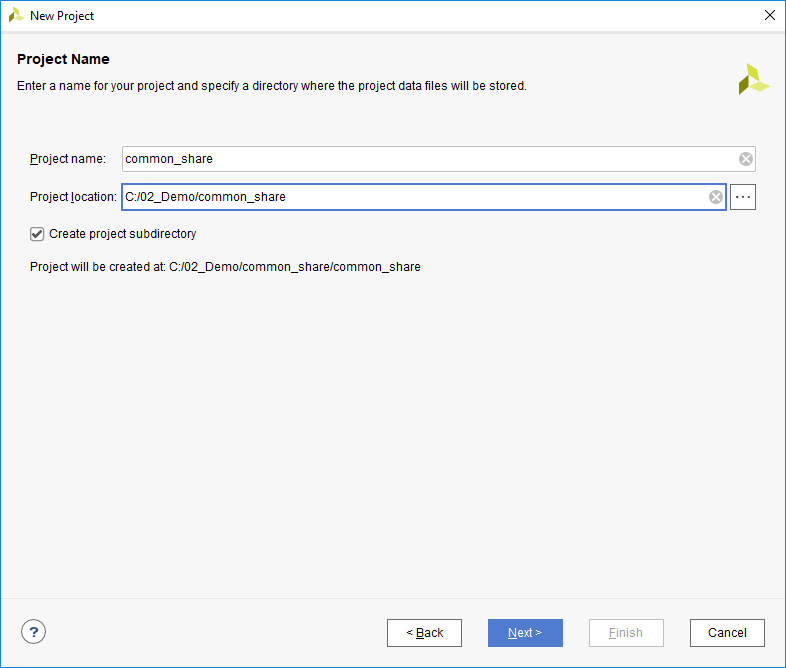 New Project
Project Name
Enter a name for your project and specify a directory where the project data files will be stored.
Project name: common_share
Project location: C:/02_Demo/common_share ...
Create project subdirectory
Project will be created at: C:/02_Demo/common_share/common_share
? < Back Next > Finish Cancel